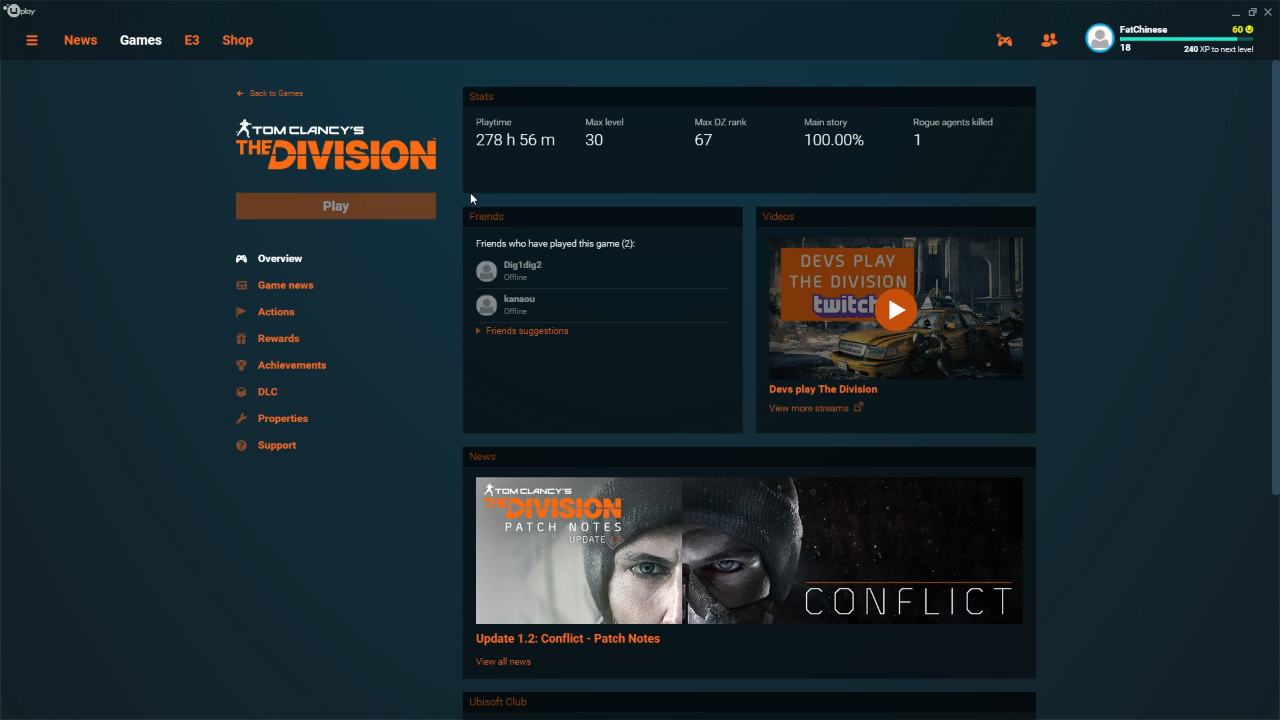 uplay
News Games E3 Shop
FatChinese 60
18 240 XP to next level
Back to Games
TOM CLANCY'S
THE DIVISION
Play
Overview
Game news
Actions
Rewards
Achievements
DLC
Properties
Support
Stats
Playtime Max level Max DZ rank Main story Rogue agents killed
278 h 56 m 30 67 100.00% 1
Friends
Friends who have played this game (2):
Dig1dig2
Offline
kanaou
Offline
Friends suggestions
Videos
DEVS PLAY
THE DIVISION
twitch
Devs play The Division
View more streams
News
TOM CLANCY'S
THE DIVISION
PATCH NOTES
UPDATE 1.2
CONFLICT
Update 1.2: Conflict - Patch Notes
View all news
Ubisoft Club